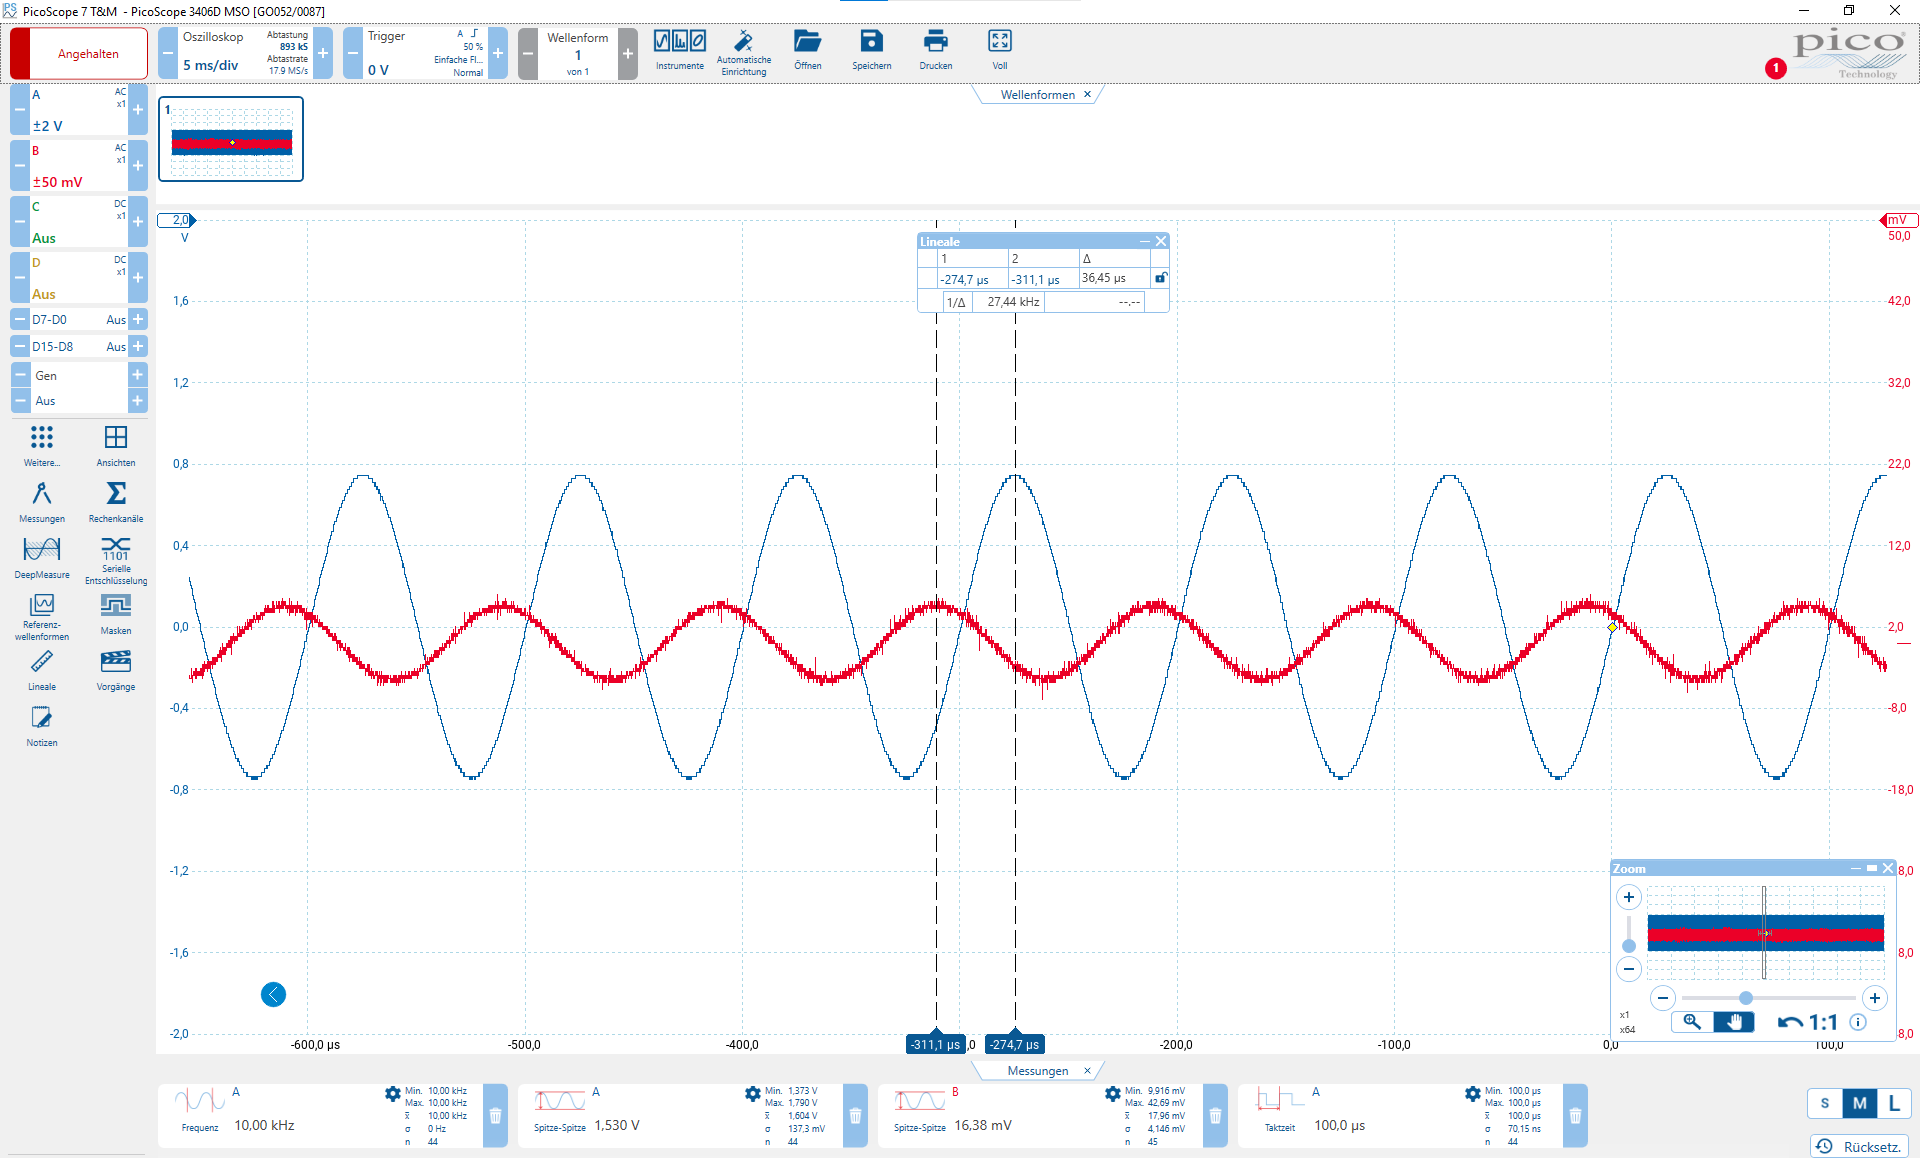 PicoScope 7 T&M - PicoScope 3406D MSO [GO052/0087]
Angehalten
Oszilloskop
5 ms/div
Abtastung
893 kS
Abtastrate
17.9 MS/s
Trigger
0 V
A
50 %
Einfache Fl...
Normal
Wellenform
1
von 1
Instrumente
Automatische
Einrichtung
Öffnen
Speichern
Drucken
Voll
1
pico
Technology
A
AC
x1
±2 V
B
AC
x1
±50 mV
C
DC
x1
Aus
D
DC
x1
Aus
D7-D0 Aus
D15-D8 Aus
Gen
Aus
Weitere...
Ansichten
Messungen
Rechenkanäle
DeepMeasure
1101
Serielle
Entschlüsselung
Referenz-
wellenformen
Masken
Lineale
Vorgänge
Notizen
Wellenformen ×
1
2,0
V
1,6
1,2
0,8
0,4
0,0
-0,4
-0,8
-1,2
-1,6
-2,0
mV
50,0
42,0
32,0
22,0
12,0
2,0
-8,0
-18,0
8,0
8,0
8,0
Lineale
1 2 Δ
-274,7 µs -311,1 µs 36,45 µs
1/Δ 27,44 kHz --.--
-600,0 µs -500,0 -400,0 -311,1 µs ,0 -274,7 µs -200,0 -100,0 0,0 100,0
Zoom
x1
x64
1:1
Messungen ×
A
Frequenz 10,00 kHz
Min. 10,00 kHz
Max. 10,00 kHz
x̄ 10,00 kHz
σ 0 Hz
n 44
A
Spitze-Spitze 1,530 V
Min. 1,373 V
Max. 1,790 V
x̄ 1,604 V
σ 137,3 mV
n 44
B
Spitze-Spitze 16,38 mV
Min. 9,916 mV
Max. 42,69 mV
x̄ 17,96 mV
σ 4,146 mV
n 45
A
Taktzeit 100,0 µs
Min. 100,0 µs
Max. 100,0 µs
x̄ 100,0 µs
σ 70,15 ns
n 44
S M L
Rücksetz.